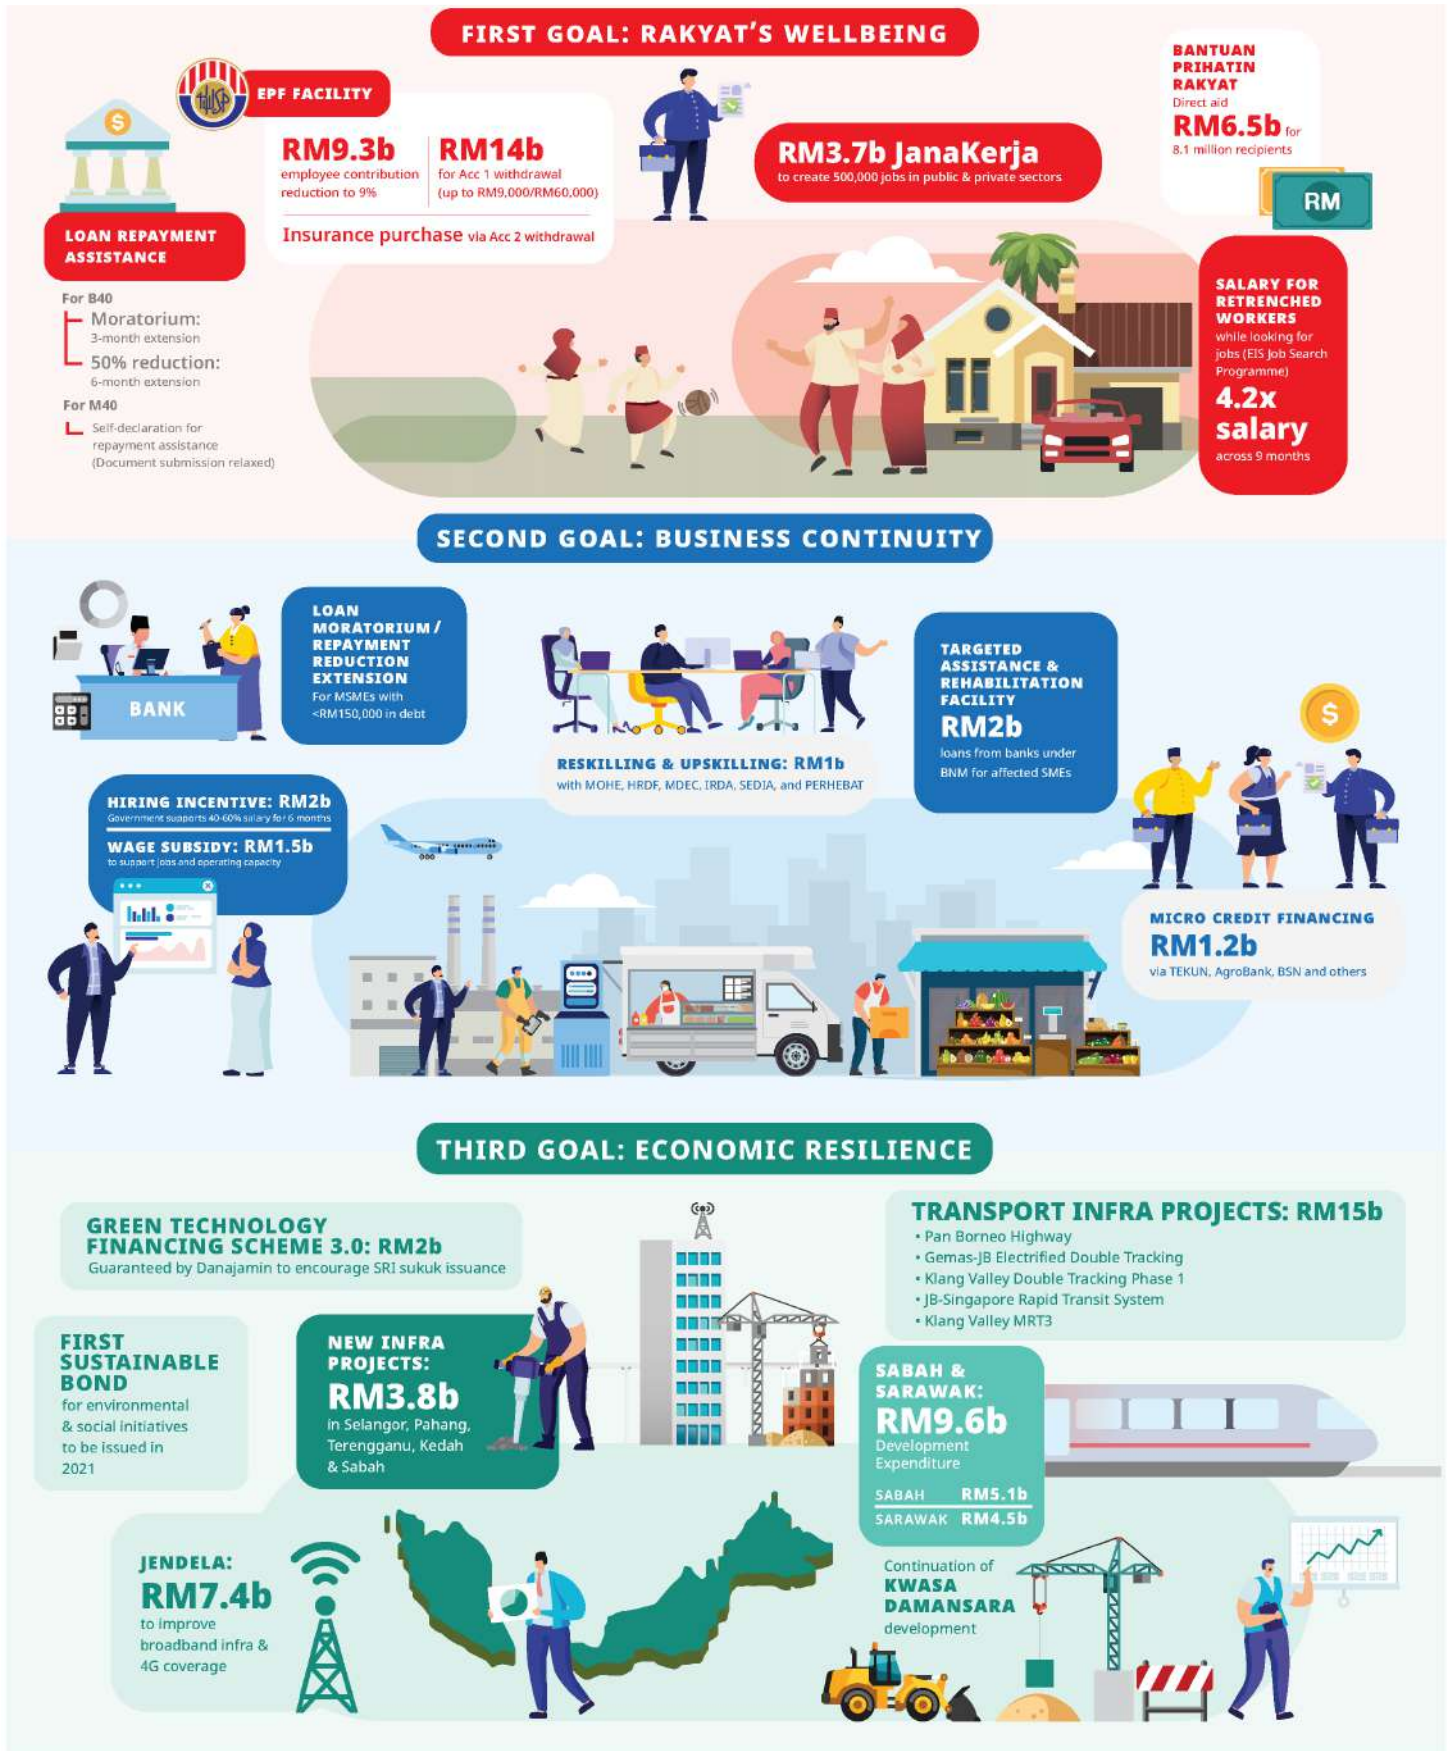 FIRST GOAL: RAKYAT'S WELLBEING
EPF FACILITY
RM9.3b
employee contribution
reduction to 9%
RM14b
for Acc 1 withdrawal
(up to RM9,000/RM60,000)
Insurance purchase via Acc 2 withdrawal
LOAN REPAYMENT
ASSISTANCE
For B40
Moratorium:
3-month extension
50% reduction:
6-month extension
For M40
Self-declaration for
repayment assistance
(Document submission relaxed)
RM3.7b JanaKerja
to create 500,000 jobs in public & private sectors
BANTUAN
PRIHATIN
RAKYAT
Direct aid
RM6.5b for
8.1 million recipients
RM
SALARY FOR
RETRENCHED
WORKERS
while looking for
jobs (EIS Job Search
Programme)
4.2x
salary
across 9 months
SECOND GOAL: BUSINESS CONTINUITY
BANK
LOAN
MORATORIUM /
REPAYMENT
REDUCTION
EXTENSION
For MSMEs with
<RM150,000 in debt
RESKILLING & UPSKILLING: RM1b
with MOHE, HRDF, MDEC, IRDA, SEDIA, and PERHEBAT
TARGETED
ASSISTANCE &
REHABILITATION
FACILITY
RM2b
loans from banks under
BNM for affected SMEs
HIRING INCENTIVE: RM2b
Government supports 40-60% salary for 6 months
WAGE SUBSIDY: RM1.5b
to support jobs and operating capacity
MICRO CREDIT FINANCING
RM1.2b
via TEKUN, AgroBank, BSN and others
THIRD GOAL: ECONOMIC RESILIENCE
GREEN TECHNOLOGY
FINANCING SCHEME 3.0: RM2b
Guaranteed by Danajamin to encourage SRI sukuk issuance
TRANSPORT INFRA PROJECTS: RM15b
• Pan Borneo Highway
• Gemas-JB Electrified Double Tracking
• Klang Valley Double Tracking Phase 1
• JB-Singapore Rapid Transit System
• Klang Valley MRT3
FIRST
SUSTAINABLE
BOND
for environmental
& social initiatives
to be issued in
2021
NEW INFRA
PROJECTS:
RM3.8b
in Selangor, Pahang,
Terengganu, Kedah
& Sabah
SABAH &
SARAWAK:
RM9.6b
Development
Expenditure
SABAH RM5.1b
SARAWAK RM4.5b
JENDELA:
RM7.4b
to improve
broadband infra &
4G coverage
Continuation of
KWASA
DAMANSARA
development